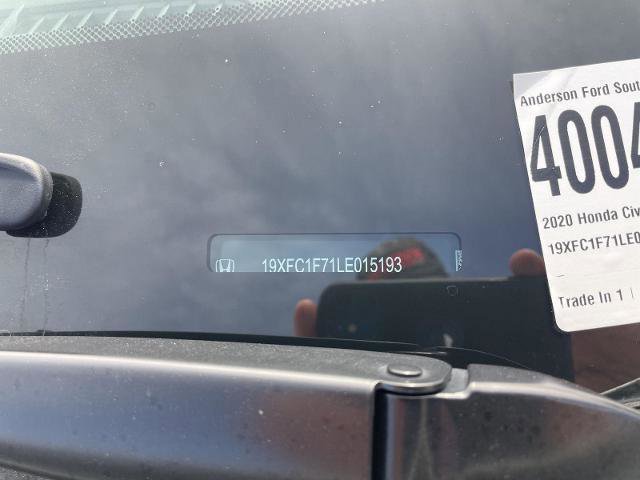 19XFC1F71LE015193
Anderson Ford Sout
4004
2020 Honda Civ
19XFC1F71LE0
Trade In 1